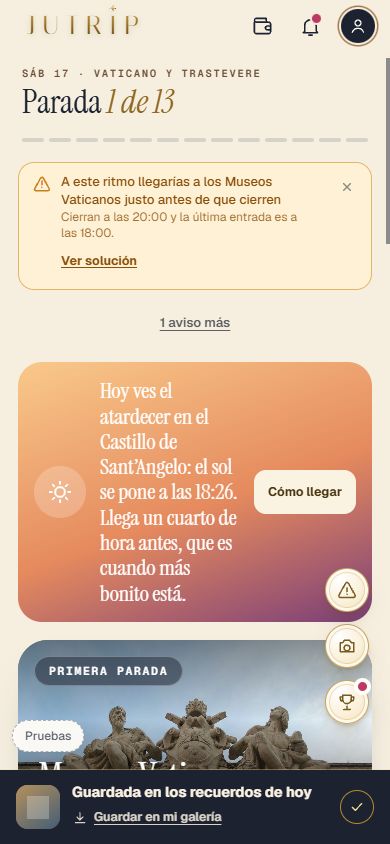 JUTRIP
SÁB 17 · VATICANO Y TRASTEVERE
Parada 1 de 13
A este ritmo llegarías a los Museos
Vaticanos justo antes de que cierren
Cierran a las 20:00 y la última entrada es a
las 18:00.
Ver solución
1 aviso más
Hoy ves el
atardecer en el
Castillo de
Sant’Angelo: el sol
se pone a las 18:26.
Llega un cuarto de
hora antes, que es
cuando más
bonito está.
Cómo llegar
PRIMERA PARADA
Pruebas
Guardada en los recuerdos de hoy
Guardar en mi galería